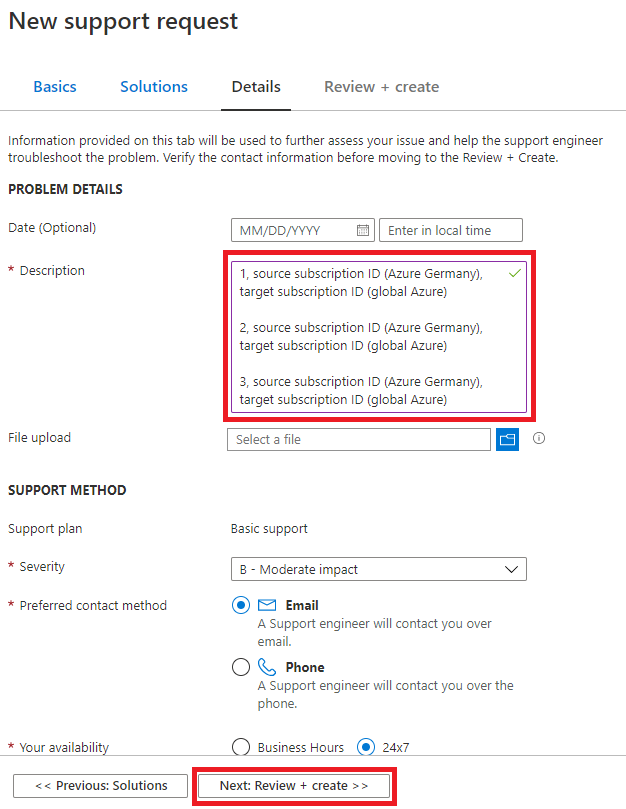 New support request
Basics
Solutions
Details
Review + create
Information provided on this tab will be used to further assess your issue and help the support engineer
troubleshoot the problem. Verify the contact information before moving to the Review + Create.
PROBLEM DETAILS
Date (Optional)
MM/DD/YYYY
Enter in local time
* Description
1, source subscription ID (Azure Germany),
target subscription ID (global Azure)
2, source subscription ID (Azure Germany),
target subscription ID (global Azure)
3, source subscription ID (Azure Germany),
target subscription ID (global Azure)
File upload
Select a file
SUPPORT METHOD
Support plan
Basic support
* Severity
B - Moderate impact
* Preferred contact method
Email
A Support engineer will contact you over
email.
Phone
A Support engineer will contact you over the
phone.
* Your availability
Business Hours
24x7
<< Previous: Solutions
Next: Review + create >>